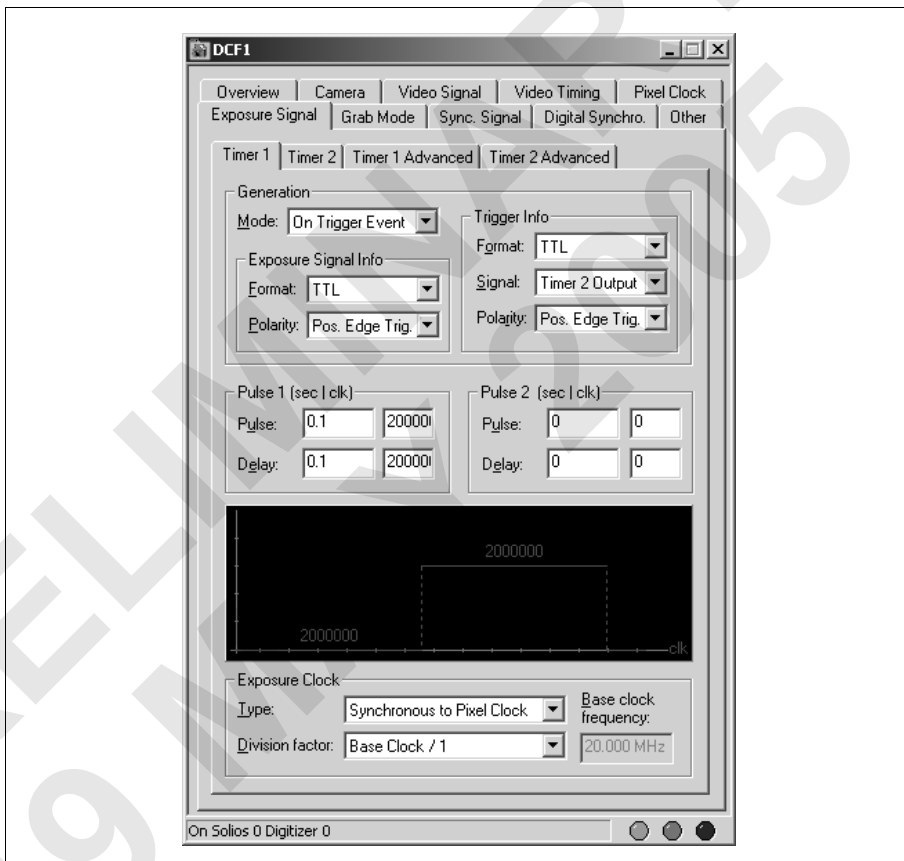 DCF1
Overview Camera Video Signal Video Timing Pixel Clock
Exposure Signal Grab Mode Sync. Signal Digital Synchro. Other
Timer 1 Timer 2 Timer 1 Advanced Timer 2 Advanced
Generation
Mode: On Trigger Event
Exposure Signal Info
Format: TTL
Polarity: Pos. Edge Trig.
Trigger Info
Format: TTL
Signal: Timer 2 Output
Polarity: Pos. Edge Trig.
Pulse 1 (sec | clk)
Pulse: 0.1 20000
Delay: 0.1 20000
Pulse 2 (sec | clk)
Pulse: 0 0
Delay: 0 0
2000000
2000000
clk
Exposure Clock
Type: Synchronous to Pixel Clock
Division factor: Base Clock / 1
Base clock
frequency:
20.000 MHz
On Solios 0 Digitizer 0